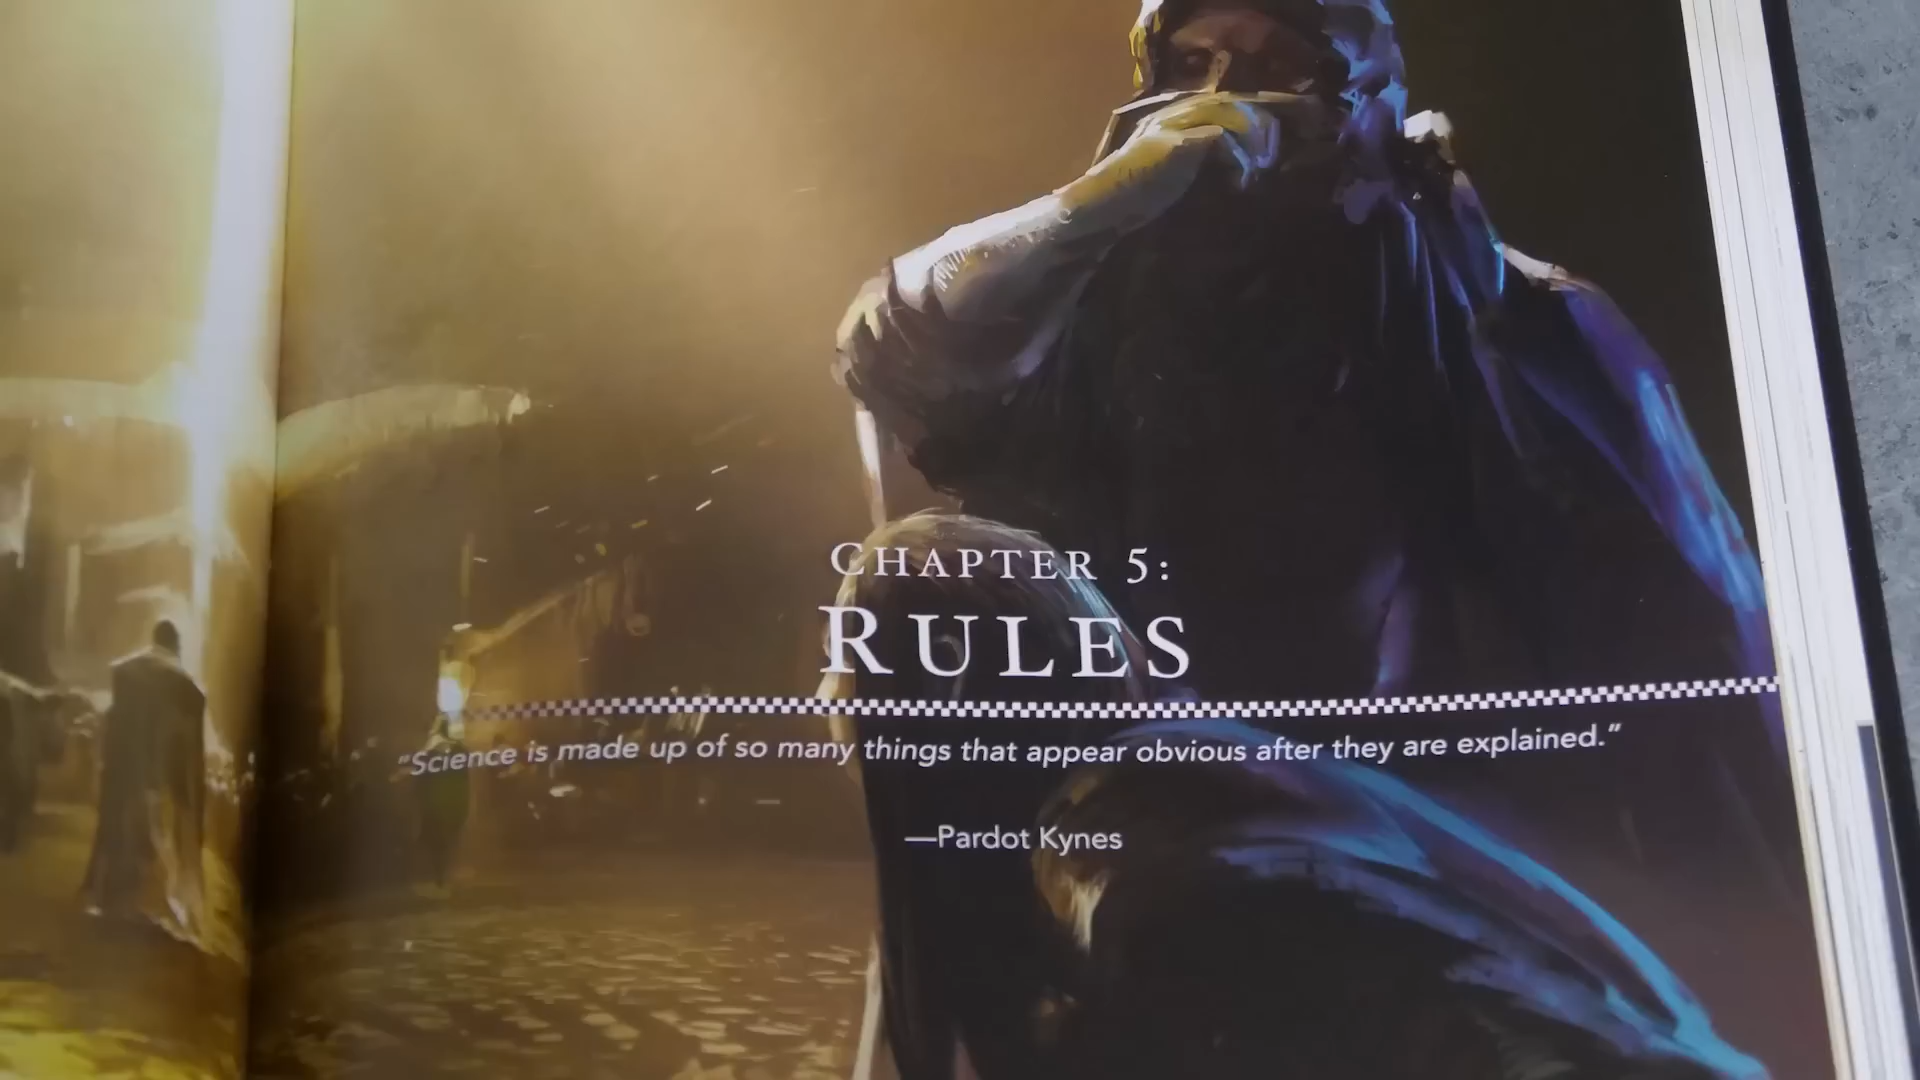 CHAPTER 5:
RULES
“Science is made up of so many things that appear obvious after they are explained.”
—Pardot Kynes